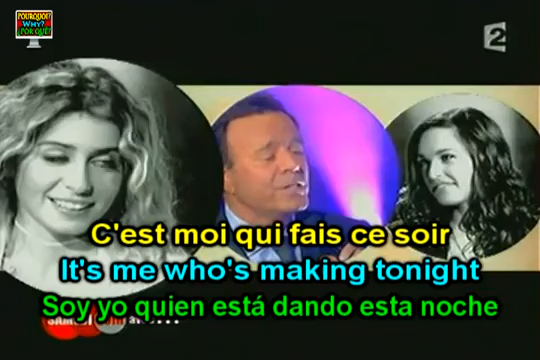 POURQUOI?
WHY?
¿POR QUÉ?
2
C'est moi qui fais ce soir
It's me who's making tonight
Soy yo quien está dando esta noche